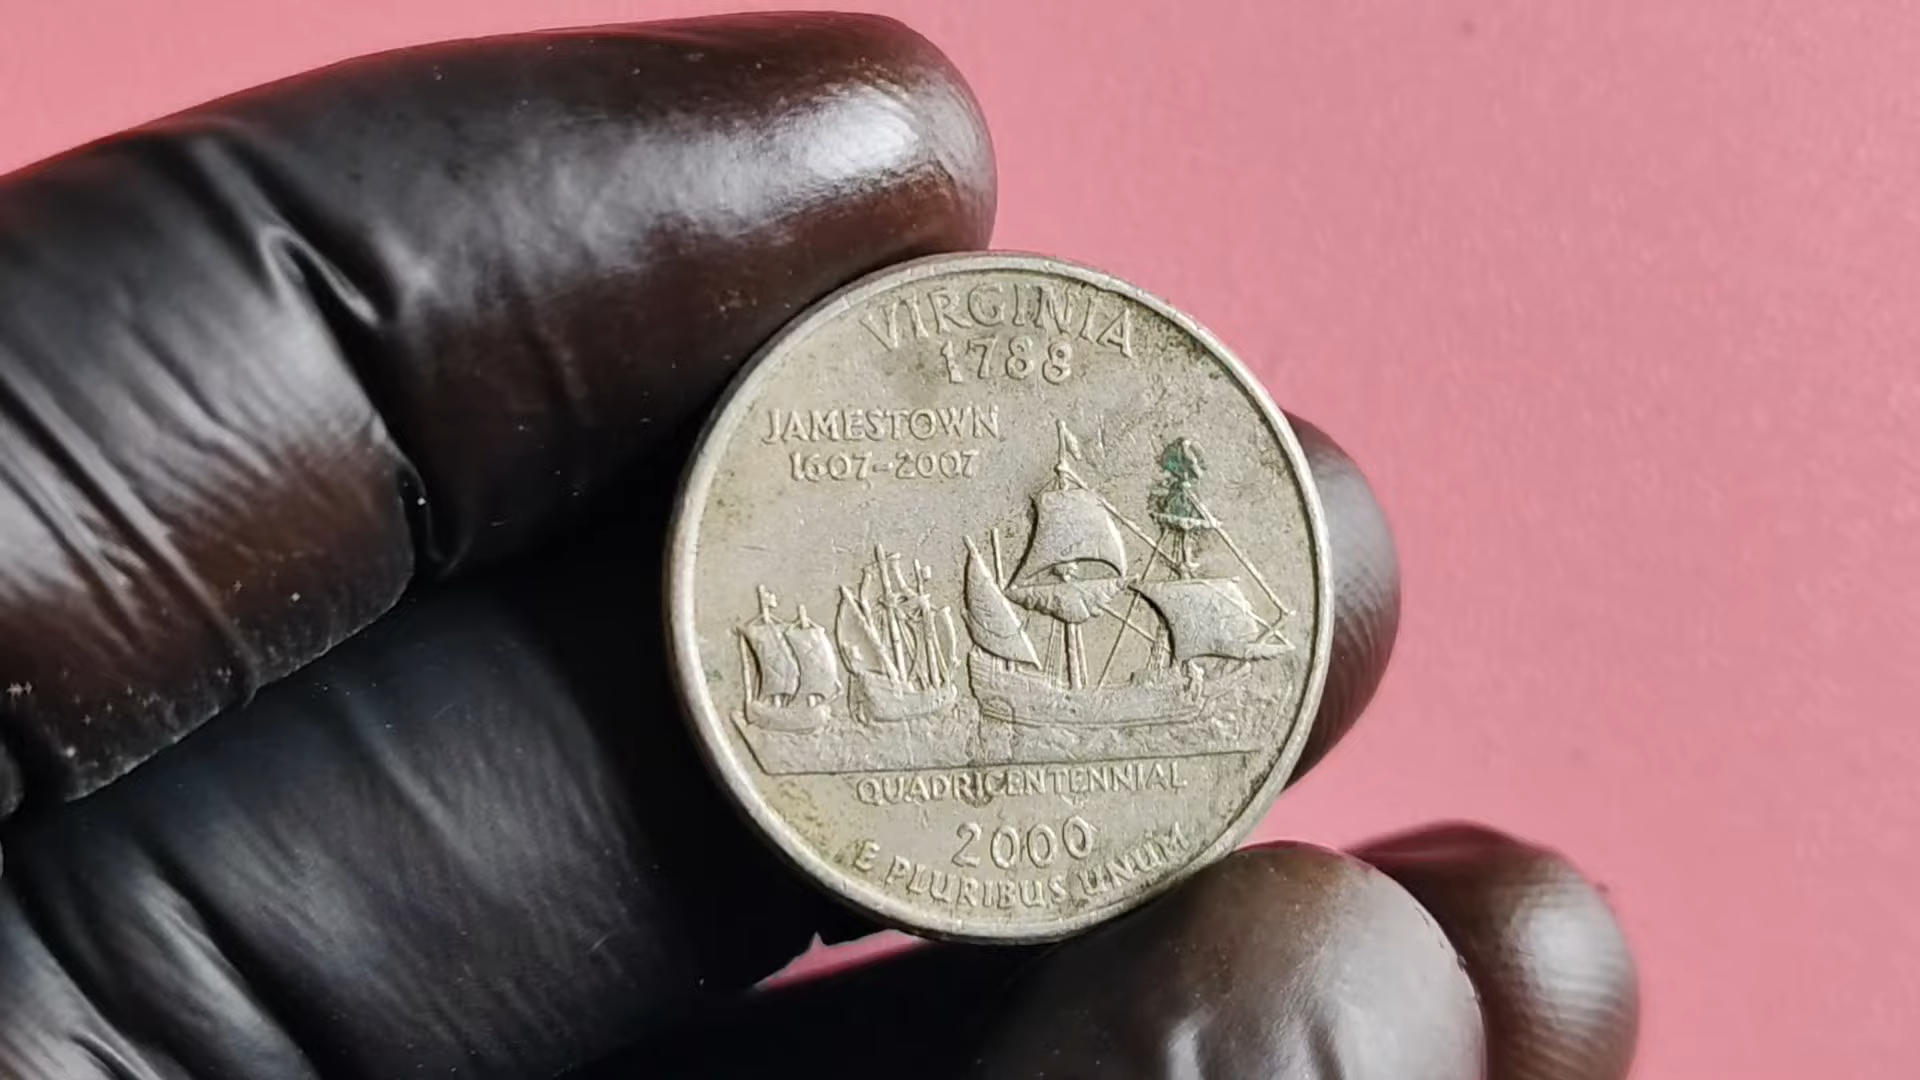 VIRGINIA
1788
JAMESTOWN
1607-2007
QUADRICENTENNIAL
2000
E PLURIBUS UNUM